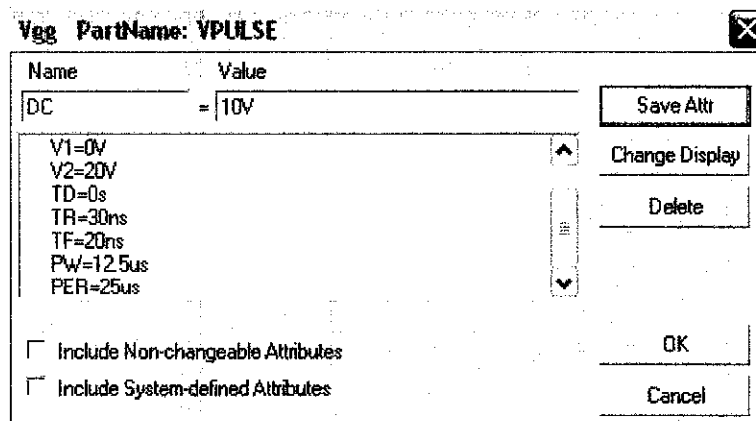 Vgg PartName: VPULSE
Name Value
DC = 10V
Save Attr
V1=0V
V2=20V
TD=0s
TR=30ns
TF=20ns
PW=12.5us
PER=25us
Change Display
Delete
Include Non-changeable Attributes
Include System-defined Attributes
OK
Cancel